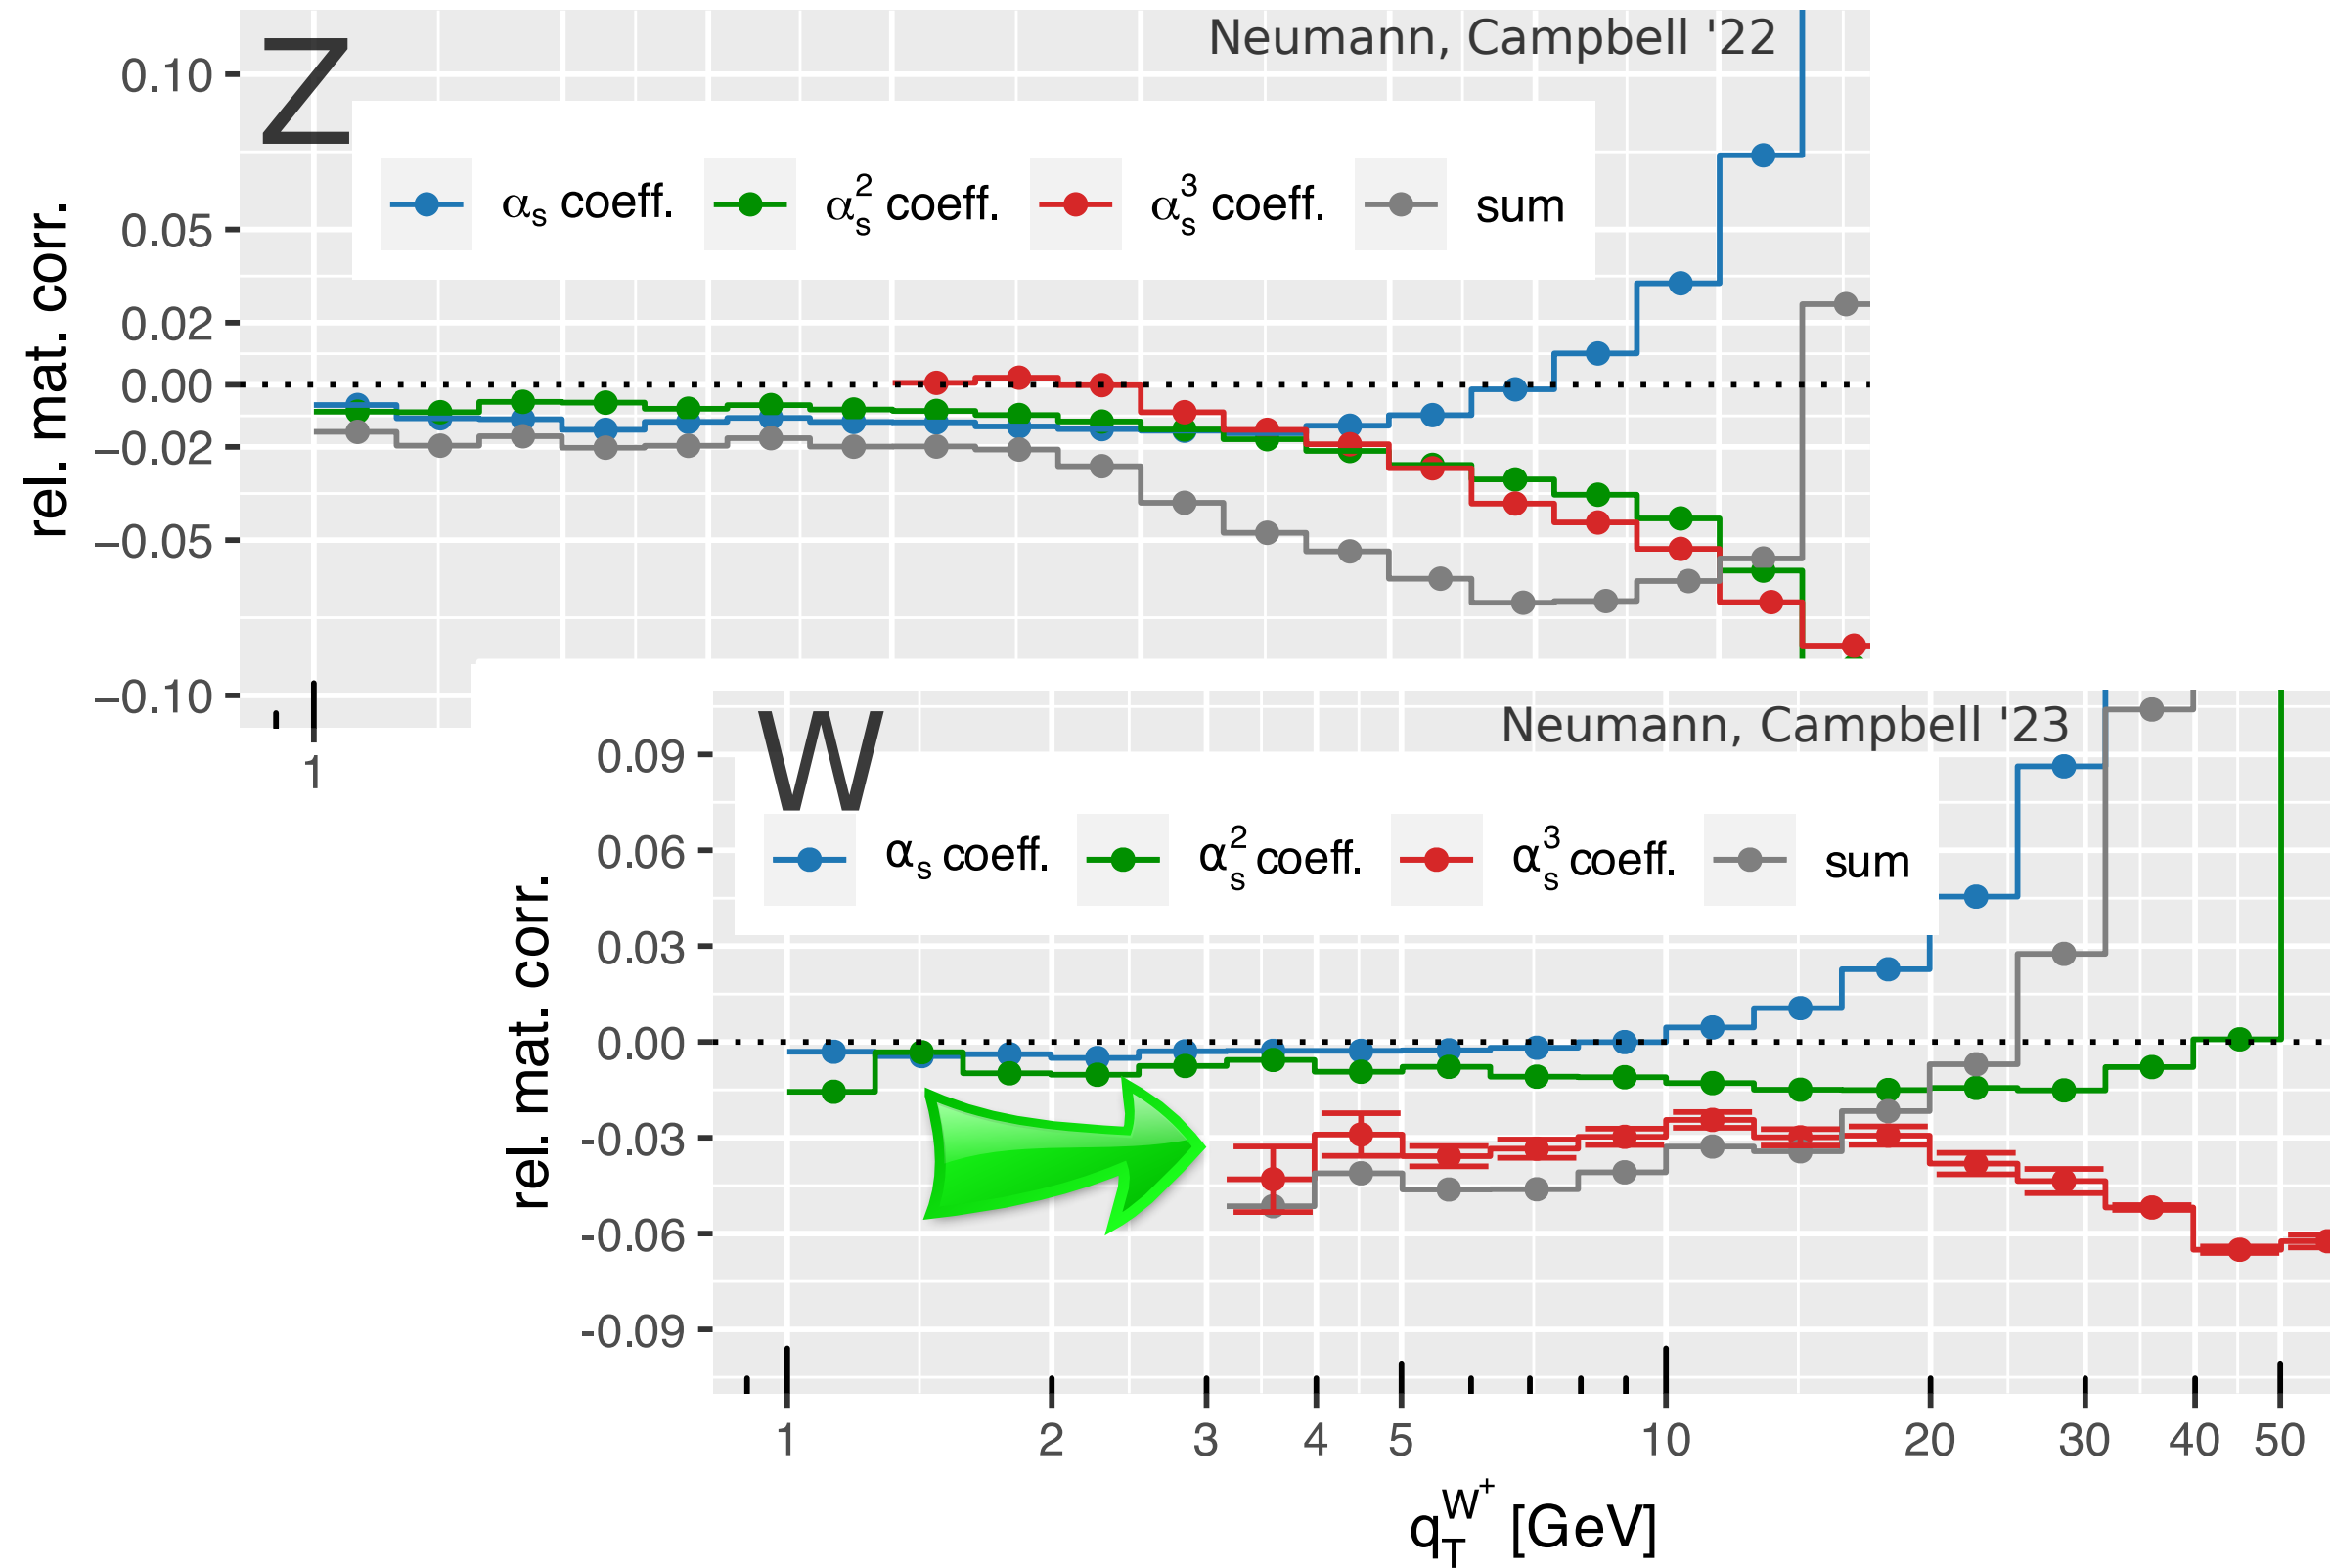 Z
Neumann, Campbell '22
αs coeff. αs² coeff. αs³ coeff. sum
rel. mat. corr.
0.10
0.05
0.02
0.00
−0.02
−0.05
−0.10
1
W
Neumann, Campbell '23
αs coeff. αs² coeff. αs³ coeff. sum
rel. mat. corr.
0.09
0.06
0.03
0.00
-0.03
-0.06
-0.09
1 2 3 4 5 10 20 30 40 50
qT^W⁺ [GeV]